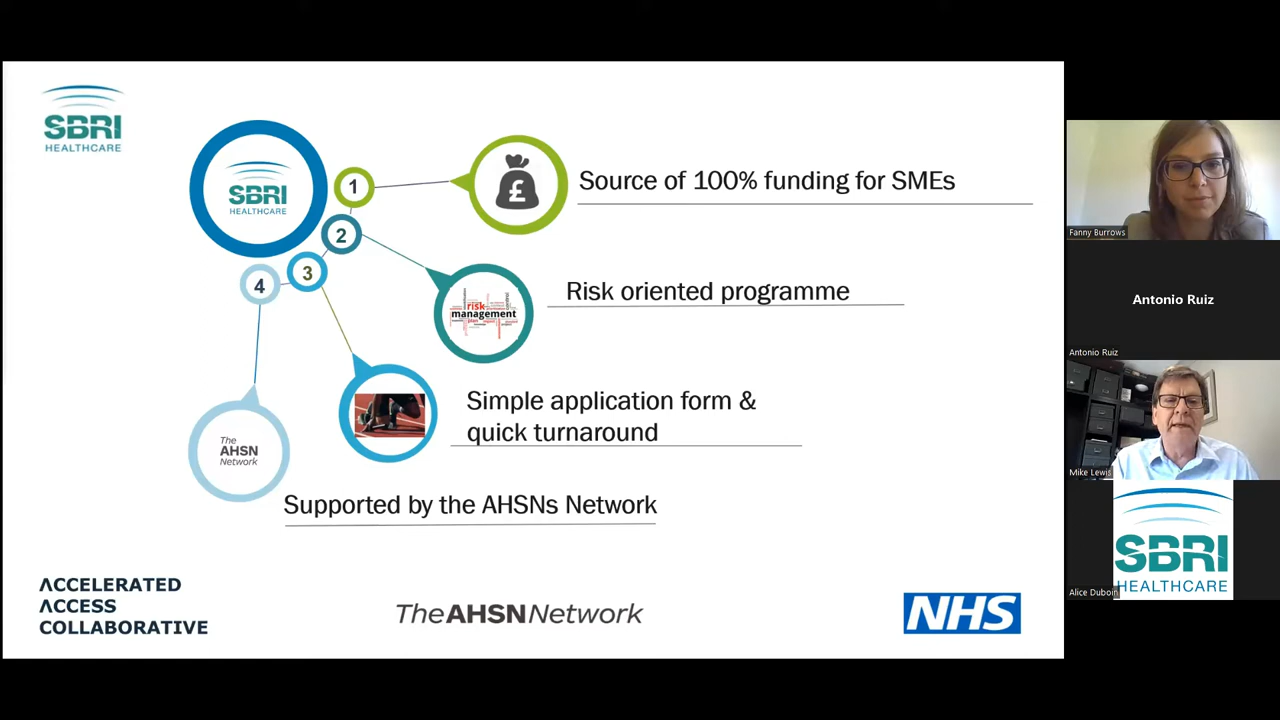 SBRI
HEALTHCARE
SBRI
HEALTHCARE
1
2
3
4
£
Source of 100% funding for SMEs
risk
management
plan
Risk oriented programme
Simple application form &
quick turnaround
The
AHSN
Network
Supported by the AHSNs Network
ACCELERATED
ACCESS
COLLABORATIVE
The AHSN Network
NHS
Fanny Burrows
Antonio Ruiz
Antonio Ruiz
Mike Lewis
SBRI
HEALTHCARE
Alice Duboin